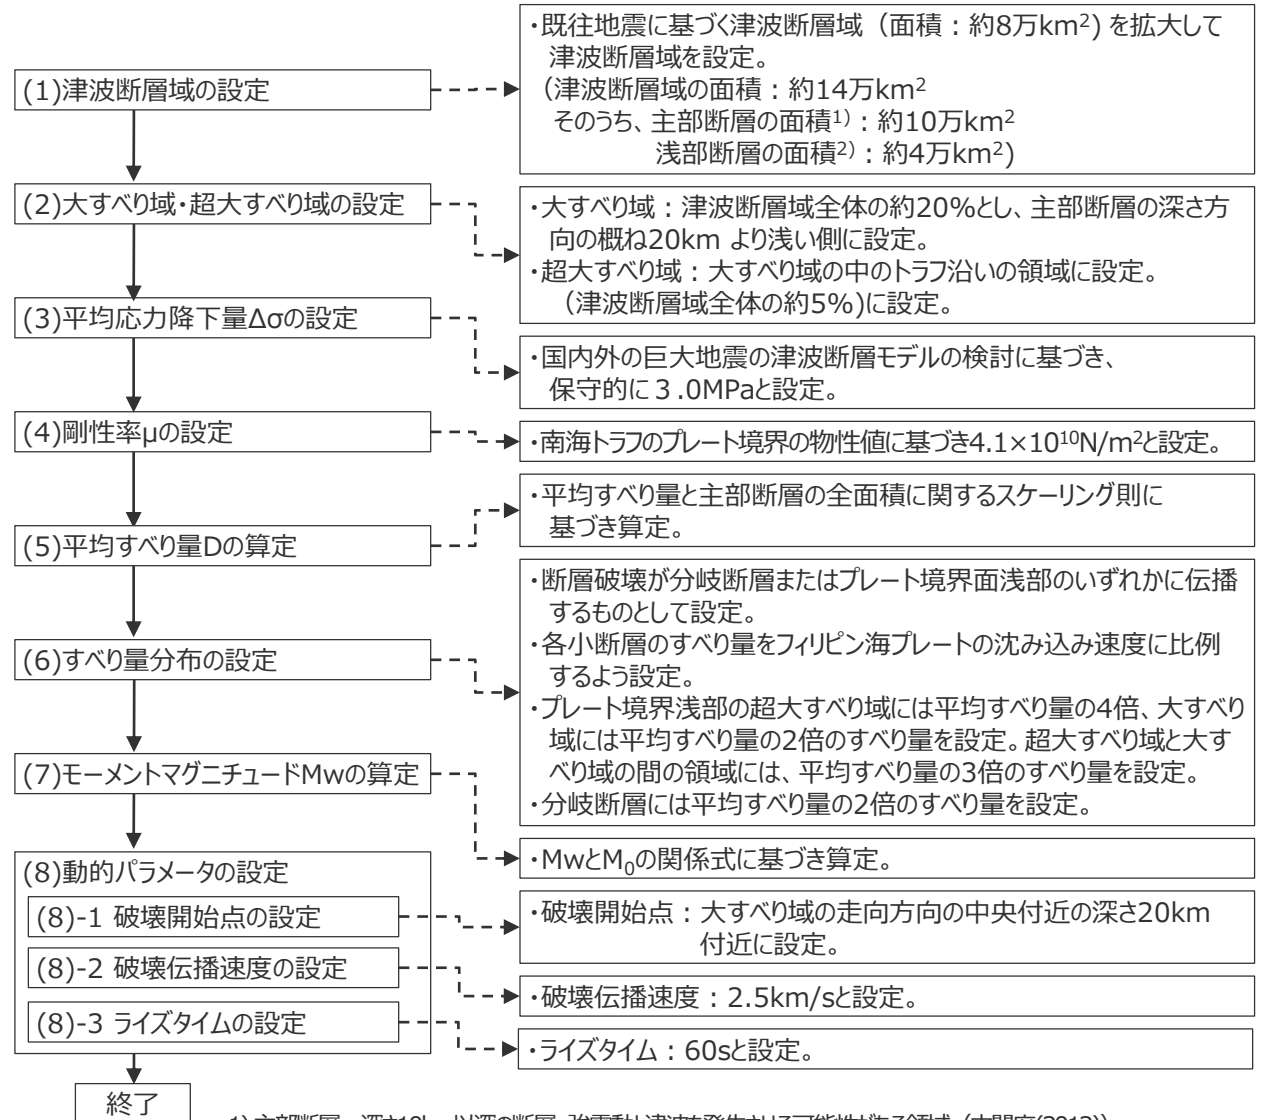 (1)津波断層域の設定
・既往地震に基づく津波断層域（面積：約8万km²) を拡大して
津波断層域を設定。
（津波断層域の面積：約14万km²
そのうち、主部断層の面積¹⁾：約10万km²
浅部断層の面積²⁾：約4万km²)
(2)大すべり域・超大すべり域の設定
・大すべり域：津波断層域全体の約20%とし、主部断層の深さ方
向の概ね20km より浅い側に設定。
・超大すべり域：大すべり域の中のトラフ沿いの領域に設定。
（津波断層域全体の約5%)に設定。
(3)平均応力降下量Δσの設定
・国内外の巨大地震の津波断層モデルの検討に基づき、
保守的に３.0MPaと設定。
(4)剛性率μの設定
・南海トラフのプレート境界の物性値に基づき4.1×10¹⁰N/m²と設定。
(5)平均すべり量Dの算定
・平均すべり量と主部断層の全面積に関するスケーリング則に
基づき算定。
(6)すべり量分布の設定
・断層破壊が分岐断層またはプレート境界面浅部のいずれかに伝播
するものとして設定。
・各小断層のすべり量をフィリピン海プレートの沈み込み速度に比例
するよう設定。
・プレート境界浅部の超大すべり域には平均すべり量の4倍、大すべり
域には平均すべり量の2倍のすべり量を設定。超大すべり域と大す
べり域の間の領域には、平均すべり量の3倍のすべり量を設定。
・分岐断層には平均すべり量の2倍のすべり量を設定。
(7)モーメントマグニチュードMwの算定
・MwとM₀の関係式に基づき算定。
(8)動的パラメータの設定
(8)-1 破壊開始点の設定
・破壊開始点：大すべり域の走向方向の中央付近の深さ20km
付近に設定。
(8)-2 破壊伝播速度の設定
・破壊伝播速度：2.5km/sと設定。
(8)-3 ライズタイムの設定
・ライズタイム：60sと設定。
終了